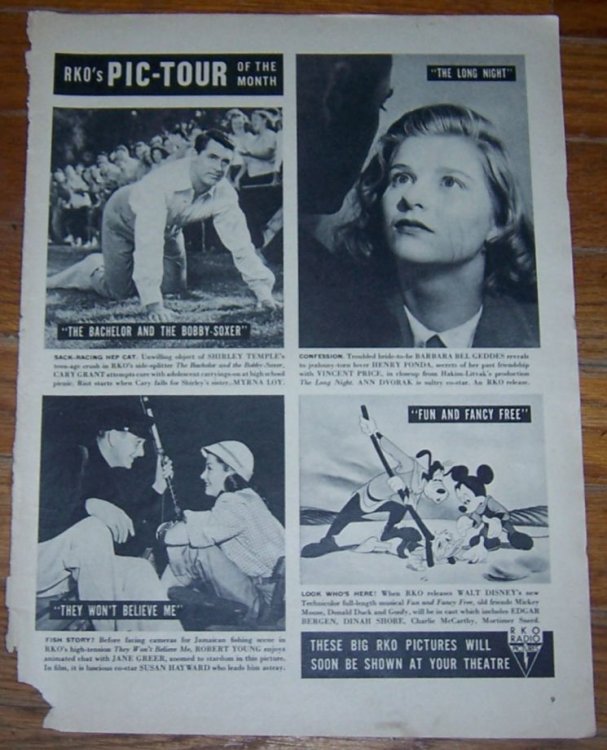 RKO's PIC-TOUR OF THE
MONTH
"THE LONG NIGHT"
"THE BACHELOR AND THE BOBBY-SOXER"
SACK-RACING HEP CAT. Unwilling object of SHIRLEY TEMPLE'S
teen-age crush in RKO's side-splitter The Bachelor and the Bobby-Soxer,
CARY GRANT attempts cure with adolescent carryings-on at high school
picnic. Riot starts when Cary falls for Shirley's sister..MYRNA LOY.
CONFESSION. Troubled bride-to-be BARBARA BEL GEDDES reveals
to jealousy-torn lover HENRY FONDA, secrets of her past friendship
with VINCENT PRICE, in closeup from Hakim-Litvak's production
The Long Night. ANN DVORAK is sultry co-star. An RKO release.
"THEY WON'T BELIEVE ME"
FISH STORY? Before facing cameras for Jamaican fishing scene in
RKO's high-tension They Won't Believe Me, ROBERT YOUNG enjoys
animated chat with JANE GREER, zoomed to stardom in this picture.
In film, it is luscious co-star SUSAN HAYWARD who leads him astray.
"FUN AND FANCY FREE"
LOOK WHO'S HERE! When RKO releases WALT DISNEY'S new
Technicolor full-length musical Fun and Fancy Free, old friends Mickey
Mouse, Donald Duck and Goofy, will be in cast which includes EDGAR
BERGEN, DINAH SHORE, Charlie McCarthy, Mortimer Snerd.
THESE BIG RKO PICTURES WILL
SOON BE SHOWN AT YOUR THEATRE
RKO
RADIO
PICTURES
9